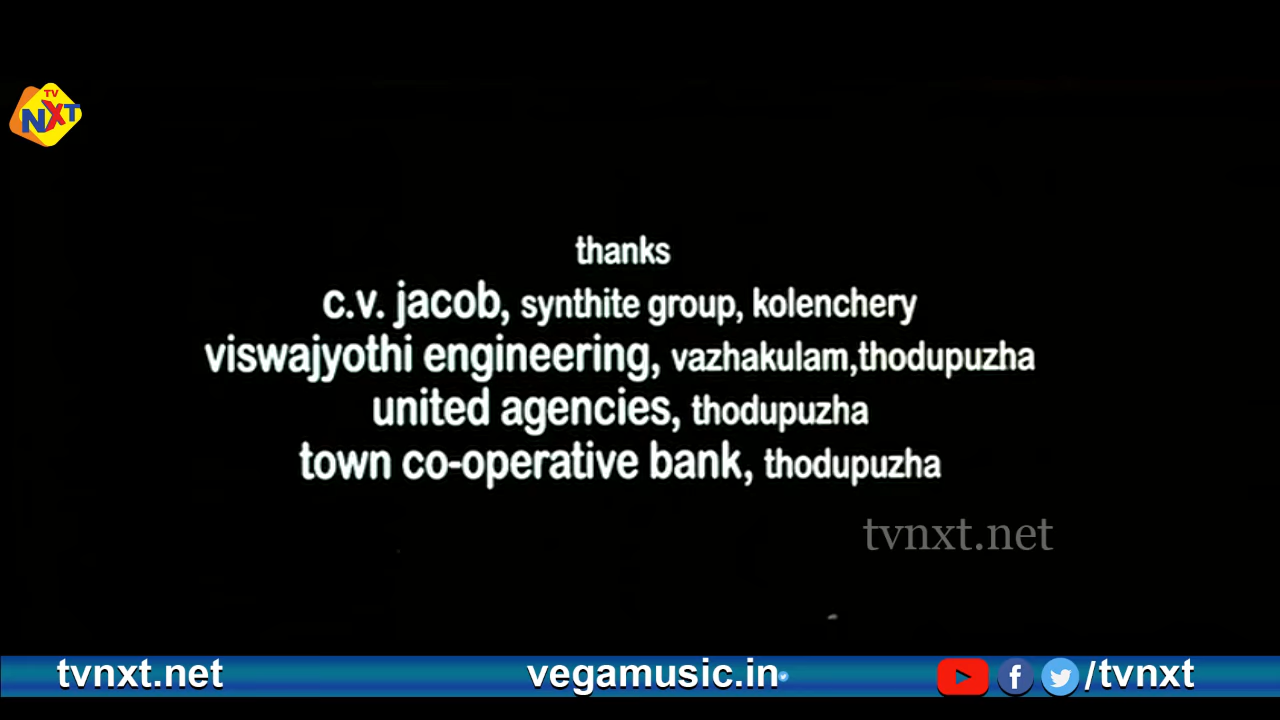 TV
NXT
thanks
c.v. jacob, synthite group, kolenchery
viswajyothi engineering, vazhakulam,thodupuzha
united agencies, thodupuzha
town co-operative bank, thodupuzha
tvnxt.net
tvnxt.net vegamusic.in /tvnxt